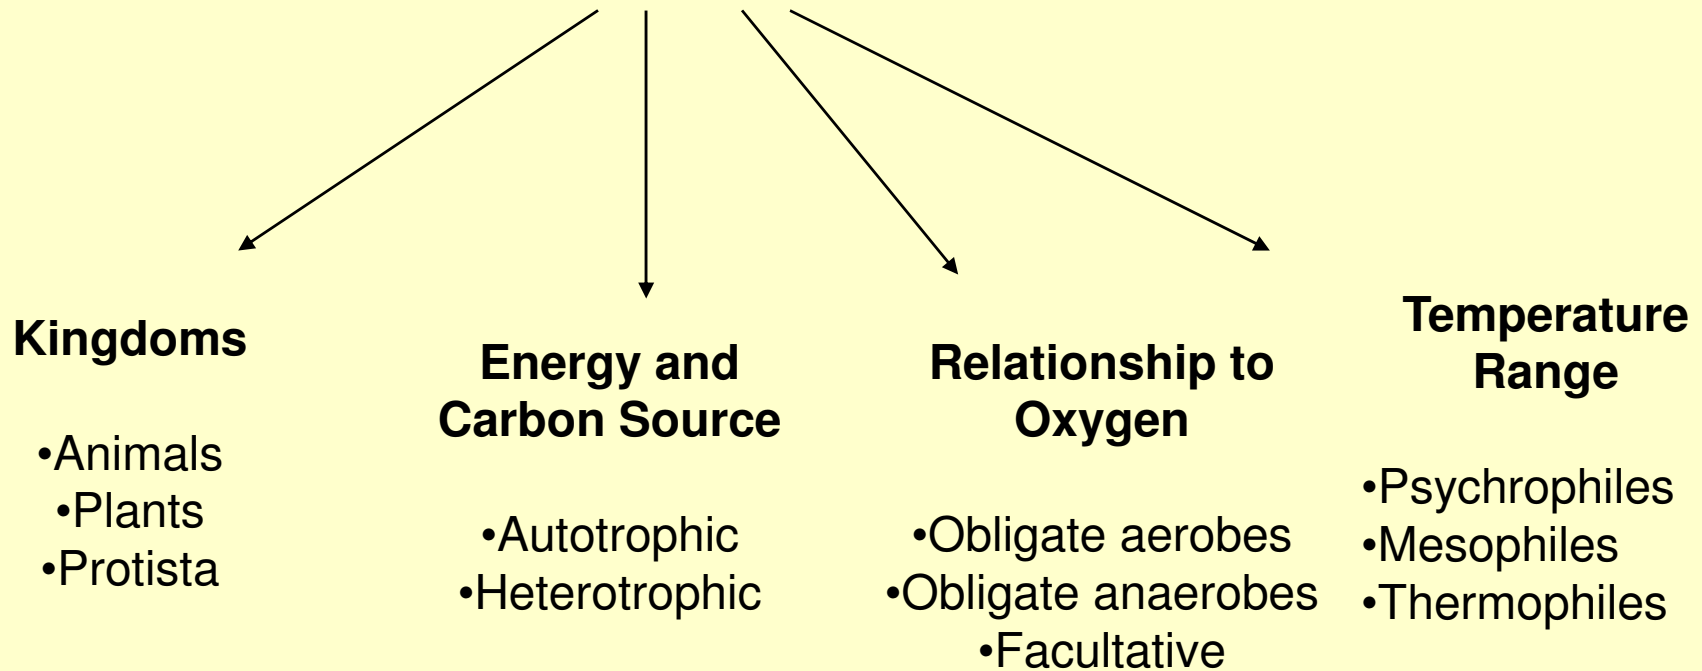 Kingdoms
•Animals
•Plants
•Protista
Energy and
Carbon Source
•Autotrophic
•Heterotrophic
Relationship to
Oxygen
•Obligate aerobes
•Obligate anaerobes
•Facultative
Temperature
Range
•Psychrophiles
•Mesophiles
•Thermophiles